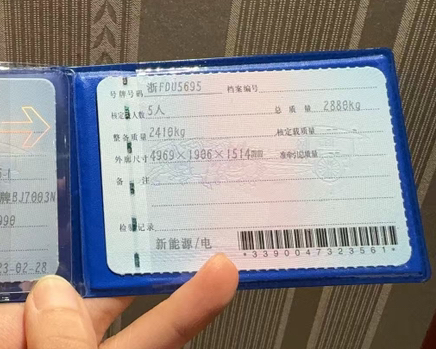 号牌号码 浙FDU5695 档案编号
核定载人数 5人 总质量 2880kg
整备质量 2410kg 核定载质量 --
外廓尺寸 4969×1906×1514mm 准牵引总质量 --
备注
检验记录
新能源/电
*3390047323561*
牌BJ7003N
23-02-28